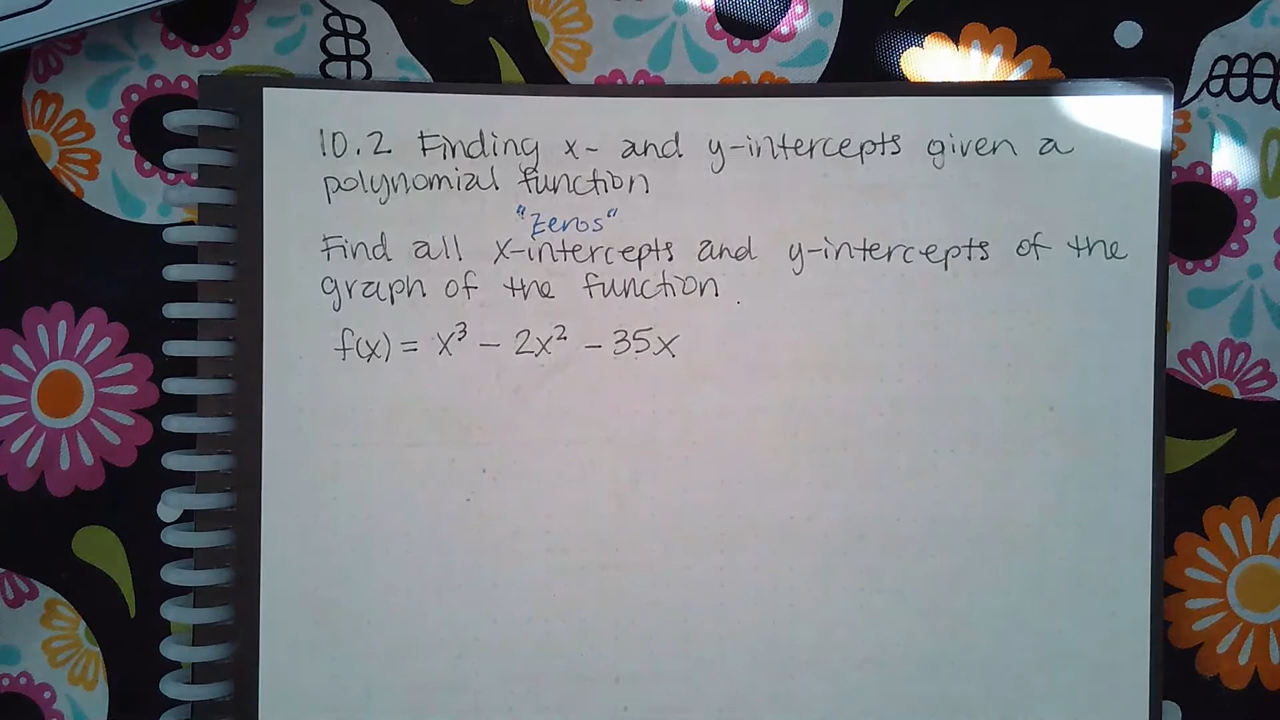 10.2 Finding x- and y-intercepts given a
polynomial function
"Zeros"
Find all x-intercepts and y-intercepts of the
graph of the function.
f(x) = x³ - 2x² - 35x